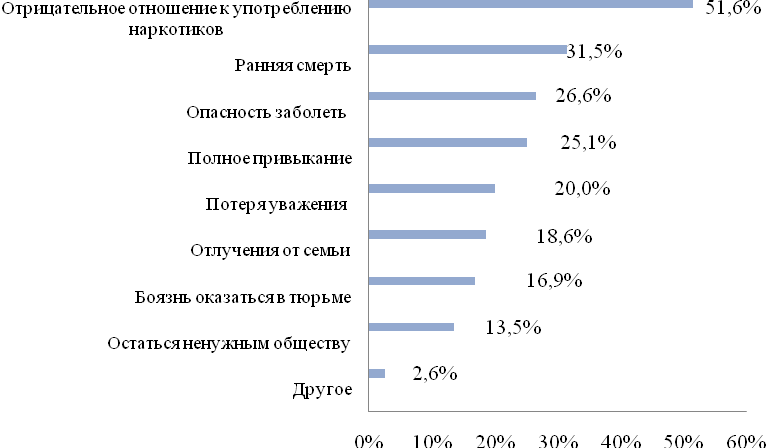 Отрицательное отношение к употреблению 51,6%
наркотиков
Ранняя смерть 31,5%
Опасность заболеть 26,6%
Полное привыкание 25,1%
Потеря уважения 20,0%
Отлучения от семьи 18,6%
Боязнь оказаться в тюрьме 16,9%
Остаться ненужным обществу 13,5%
Другое 2,6%
0% 10% 20% 30% 40% 50% 60%